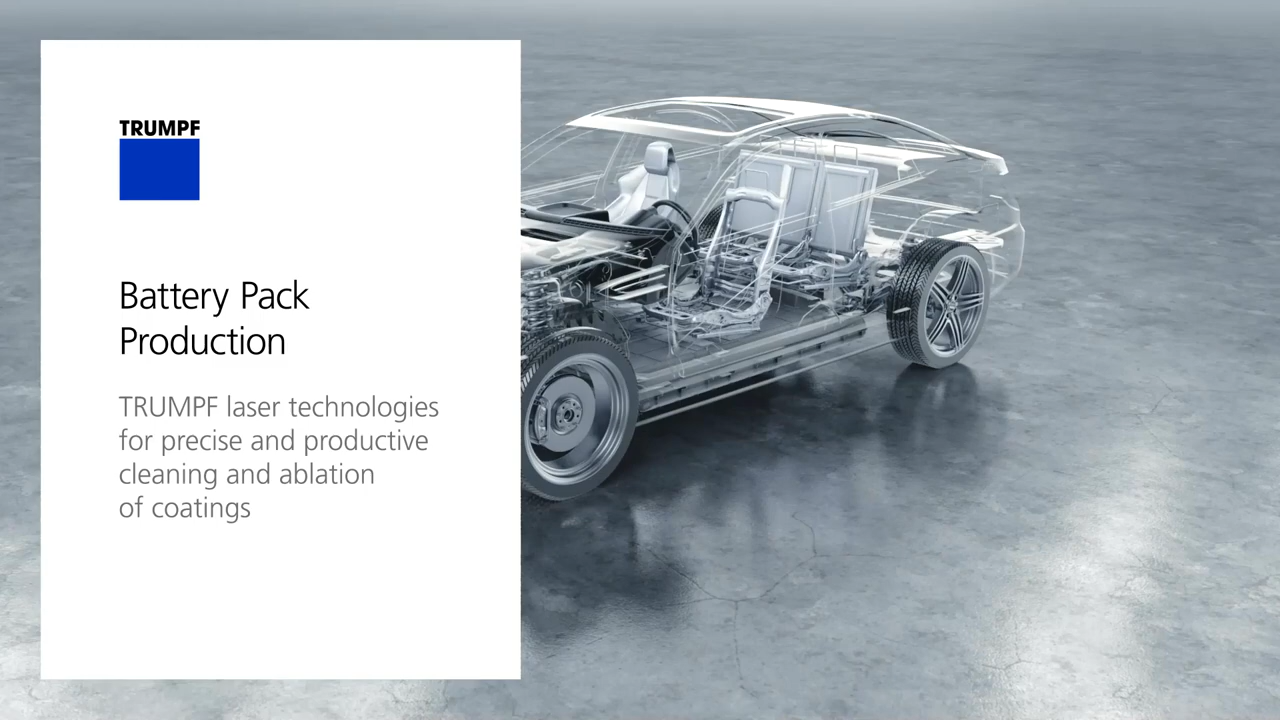 TRUMPF
Battery Pack
Production
TRUMPF laser technologies
for precise and productive
cleaning and ablation
of coatings